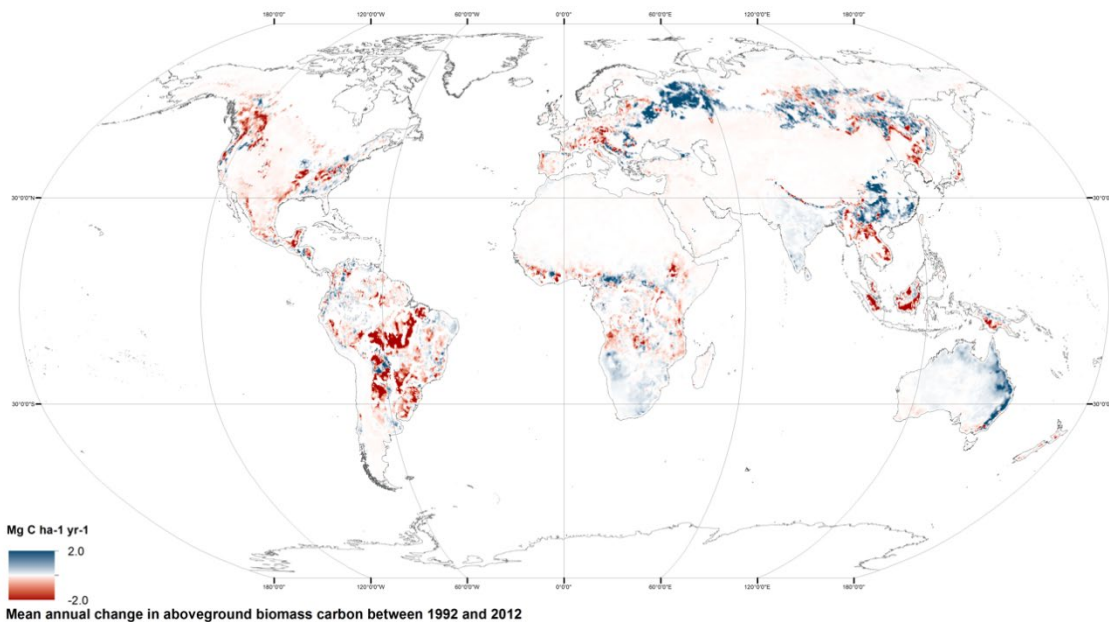 180°0'0" 120°0'0"W 0°0'0" 60°0'0"E 120°0'0"E 180°0'0"
30°0'0"N 30°0'0"N
30°0'0"S 30°0'0"S
Mg C ha-1 yr-1
2.0
-2.0
180°0'0" 120°0'0"W 60°0'0"W 0°0'0" 60°0'0"E 120°0'0"E 180°0'0"
Mean annual change in aboveground biomass carbon between 1992 and 2012